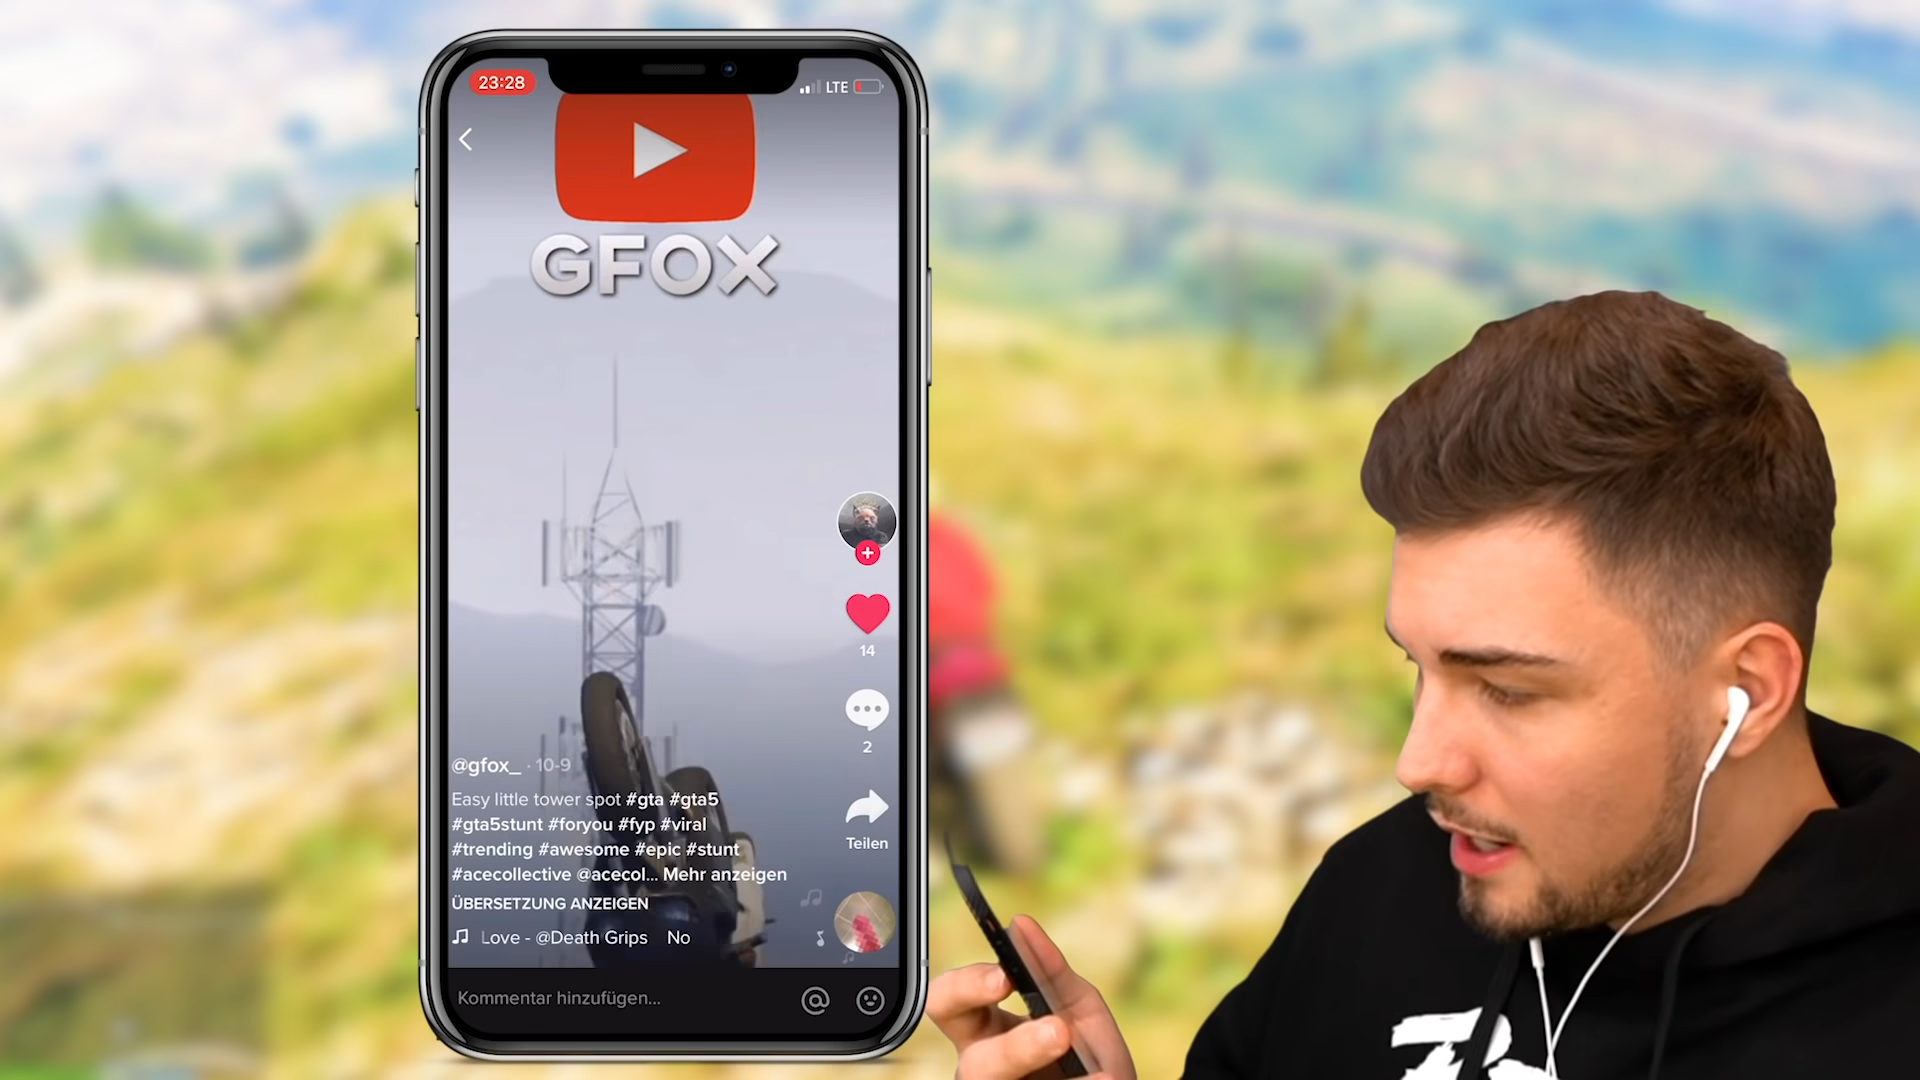 23:28
LTE
GFOX
14
2
@gfox_ · 10-9
Easy little tower spot #gta #gta5
#gta5stunt #foryou #fyp #viral
#trending #awesome #epic #stunt
#acecollective @acecol... Mehr anzeigen
Teilen
ÜBERSETZUNG ANZEIGEN
Love - @Death Grips No
Kommentar hinzufügen...